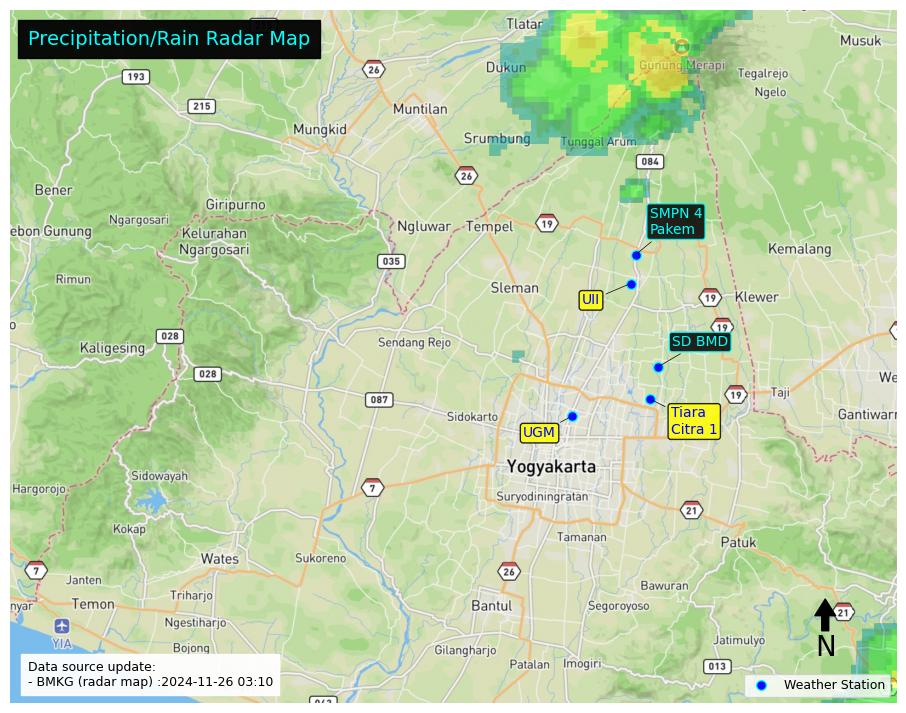 Precipitation/Rain Radar Map
Tlatar
Musuk
26
Dukun
Gunung Merapi
193
Tegalrejo
Ngelo
215
Muntilan
Mungkid
Srumbung
Tunggal Arum
084
26
Bener
Giripurno
SMPN 4
Pakem
Ngargosari
Ngluwar
Tempel
19
ebon Gunung
Kelurahan
Ngargosari
Kemalang
035
Rimun
Sleman
UII
19
Klewer
19
028
Sendang Rejo
SD BMD
Kaligesing
028
We
087
19
Taji
Sidokarto
Tiara
Citra 1
Gantiwarn
UGM
Yogyakarta
Sidowayah
Hargorojo
7
Suryodiningratan
21
Kokap
Tamanan
Patuk
Wates
Sukoreno
7
26
Janten
Bawuran
nyar
Temon
Triharjo
Bantul
Segoroyoso
21
Ngestiharjo
YIA
Jatimulyo
N
Bojong
Gilangharjo
Patalan
Imogiri
013
Data source update:
- BMKG (radar map) :2024-11-26 03:10
Weather Station